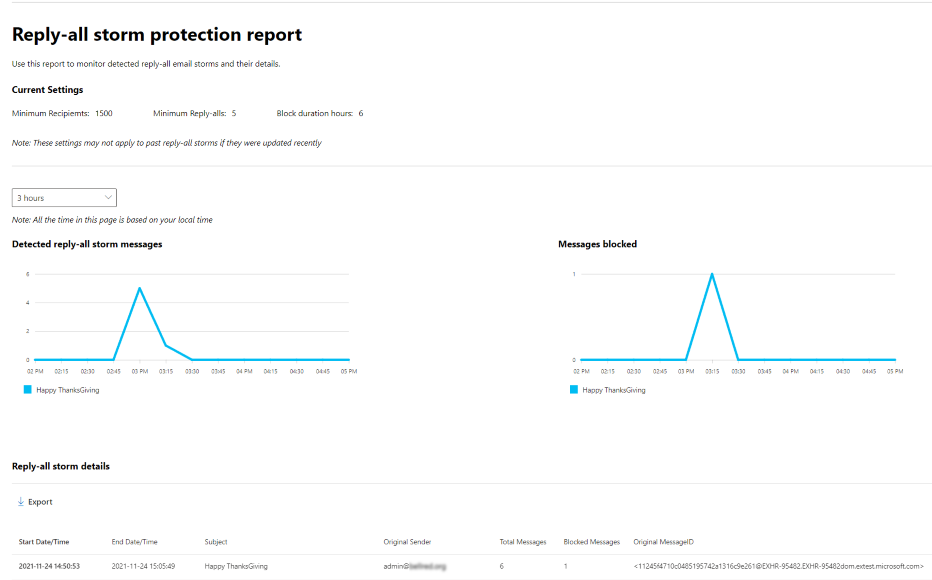 Reply-all storm protection report
Use this report to monitor detected reply-all email storms and their details.
Current Settings
Minimum Recipiemts: 1500 Minimum Reply-alls: 5 Block duration hours: 6
Note: These settings may not apply to past reply-all storms if they were updated recently
3 hours
Note: All the time in this page is based on your local time
Detected reply-all storm messages
6
4
2
0
02 PM 02:15 02:30 02:45 03 PM 03:15 03:30 03:45 04 PM 04:15 04:30 04:45 05 PM
Happy ThanksGiving
Messages blocked
1
0
02 PM 02:15 02:30 02:45 03 PM 03:15 03:30 03:45 04 PM 04:15 04:30 04:45 05 PM
Happy ThanksGiving
Reply-all storm details
Export
Start Date/Time End Date/Time Subject Original Sender Total Messages Blocked Messages Original MessageID
2021-11-24 14:50:53 2021-11-24 15:05:49 Happy ThanksGiving admin@ 6 1 <11245f4710c0485195742a1316c9e261@EXHR-95482.EXHR-95482dom.extest.microsoft.com>